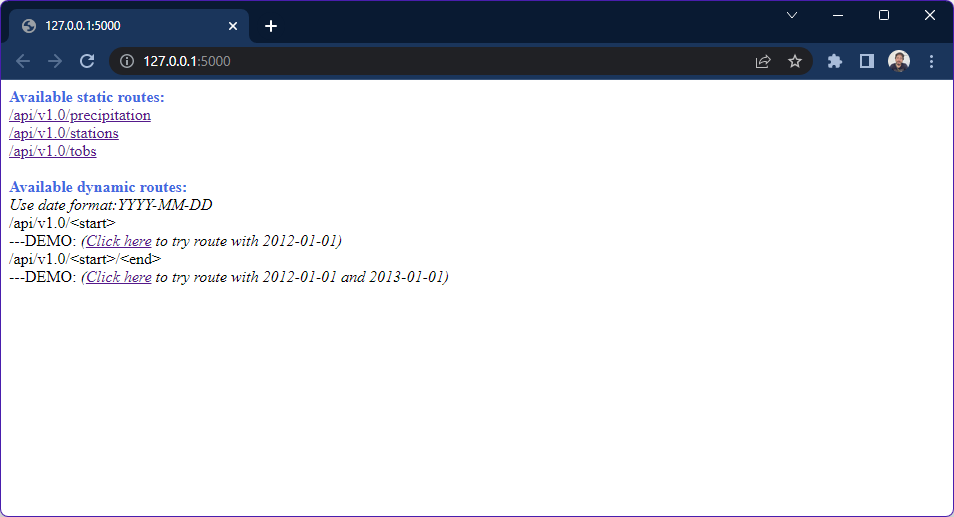 127.0.0.1:5000
127.0.0.1:5000
Available static routes:
/api/v1.0/precipitation
/api/v1.0/stations
/api/v1.0/tobs
Available dynamic routes:
Use date format:YYYY-MM-DD
/api/v1.0/<start>
---DEMO: (Click here to try route with 2012-01-01)
/api/v1.0/<start>/<end>
---DEMO: (Click here to try route with 2012-01-01 and 2013-01-01)